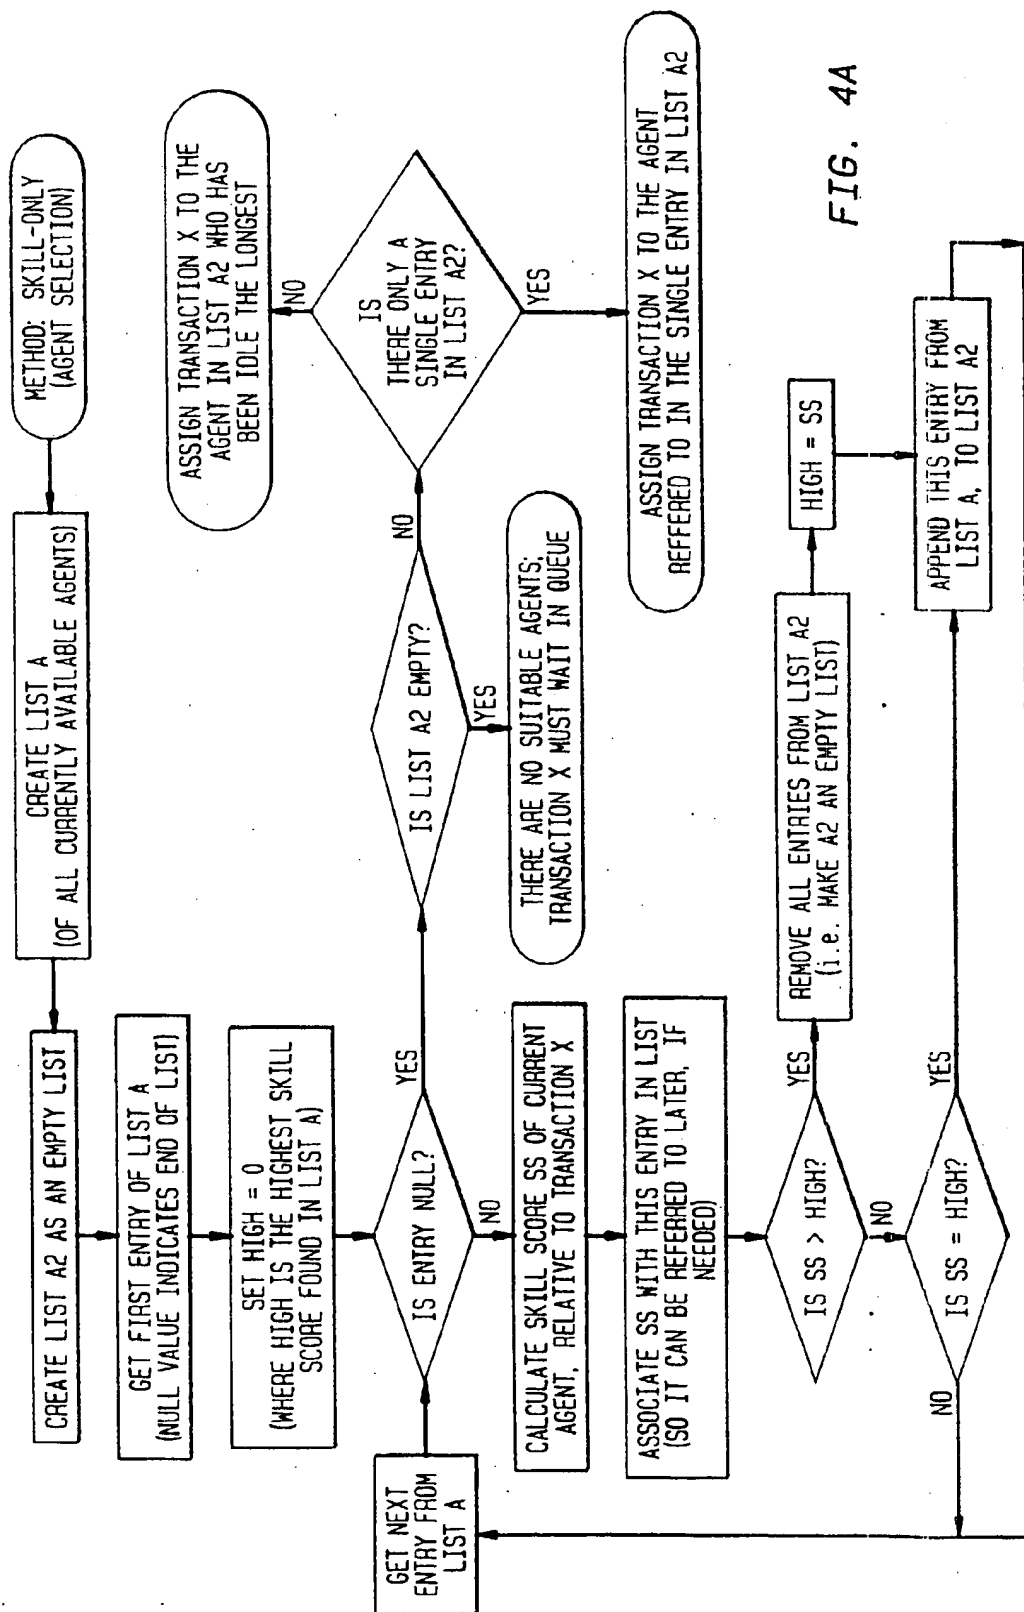 METHOD: SKILL-ONLY
(AGENT SELECTION)
CREATE LIST A
(OF ALL CURRENTLY AVAILABLE AGENTS)
CREATE LIST A2 AS AN EMPTY LIST
GET FIRST ENTRY OF LIST A
(NULL VALUE INDICATES END OF LIST)
SET HIGH = 0
(WHERE HIGH IS THE HIGHEST SKILL
SCORE FOUND IN LIST A)
GET NEXT
ENTRY FROM
LIST A
IS ENTRY NULL?
YES
NO
IS LIST A2 EMPTY?
NO
YES
THERE ARE NO SUITABLE AGENTS;
TRANSACTION X MUST WAIT IN QUEUE
IS
THERE ONLY A
SINGLE ENTRY
IN LIST A2?
NO
YES
ASSIGN TRANSACTION X TO THE
AGENT IN LIST A2 WHO HAS
BEEN IDLE THE LONGEST
ASSIGN TRANSACTION X TO THE AGENT
REFFERED TO IN THE SINGLE ENTRY IN LIST A2
CALCULATE SKILL SCORE SS OF CURRENT
AGENT, RELATIVE TO TRANSACTION X
ASSOCIATE SS WITH THIS ENTRY IN LIST
(SO IT CAN BE REFERRED TO LATER, IF
NEEDED)
IS SS > HIGH?
YES
NO
REMOVE ALL ENTRIES FROM LIST A2
(i.e. MAKE A2 AN EMPTY LIST)
HIGH = SS
IS SS = HIGH?
YES
NO
APPEND THIS ENTRY FROM
LIST A, TO LIST A2
FIG. 4A